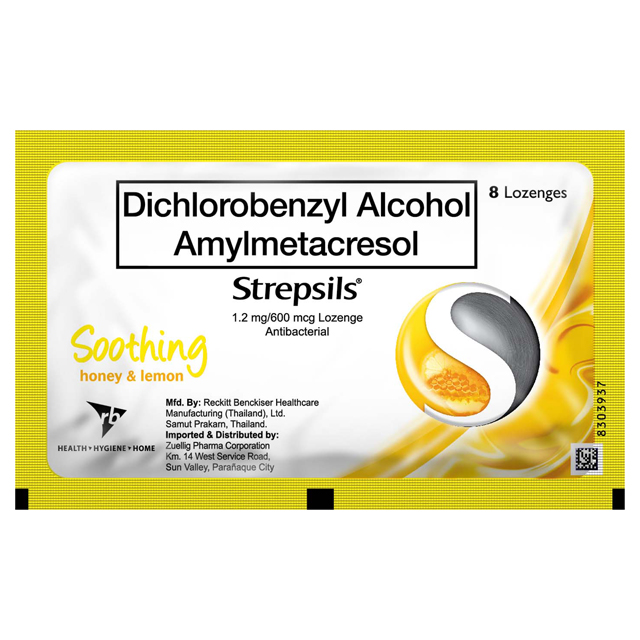 Dichlorobenzyl Alcohol
Amylmetacresol
8 Lozenges
Strepsils®
1.2 mg/600 mcg Lozenge
Antibacterial
Soothing
honey & lemon
rb
HEALTH • HYGIENE • HOME
Mfd. By: Reckitt Benckiser Healthcare
Manufacturing (Thailand), Ltd.
Samut Prakarn, Thailand.
Imported & Distributed by:
Zuellig Pharma Corporation
Km. 14 West Service Road,
Sun Valley, Parañaque City
8303937